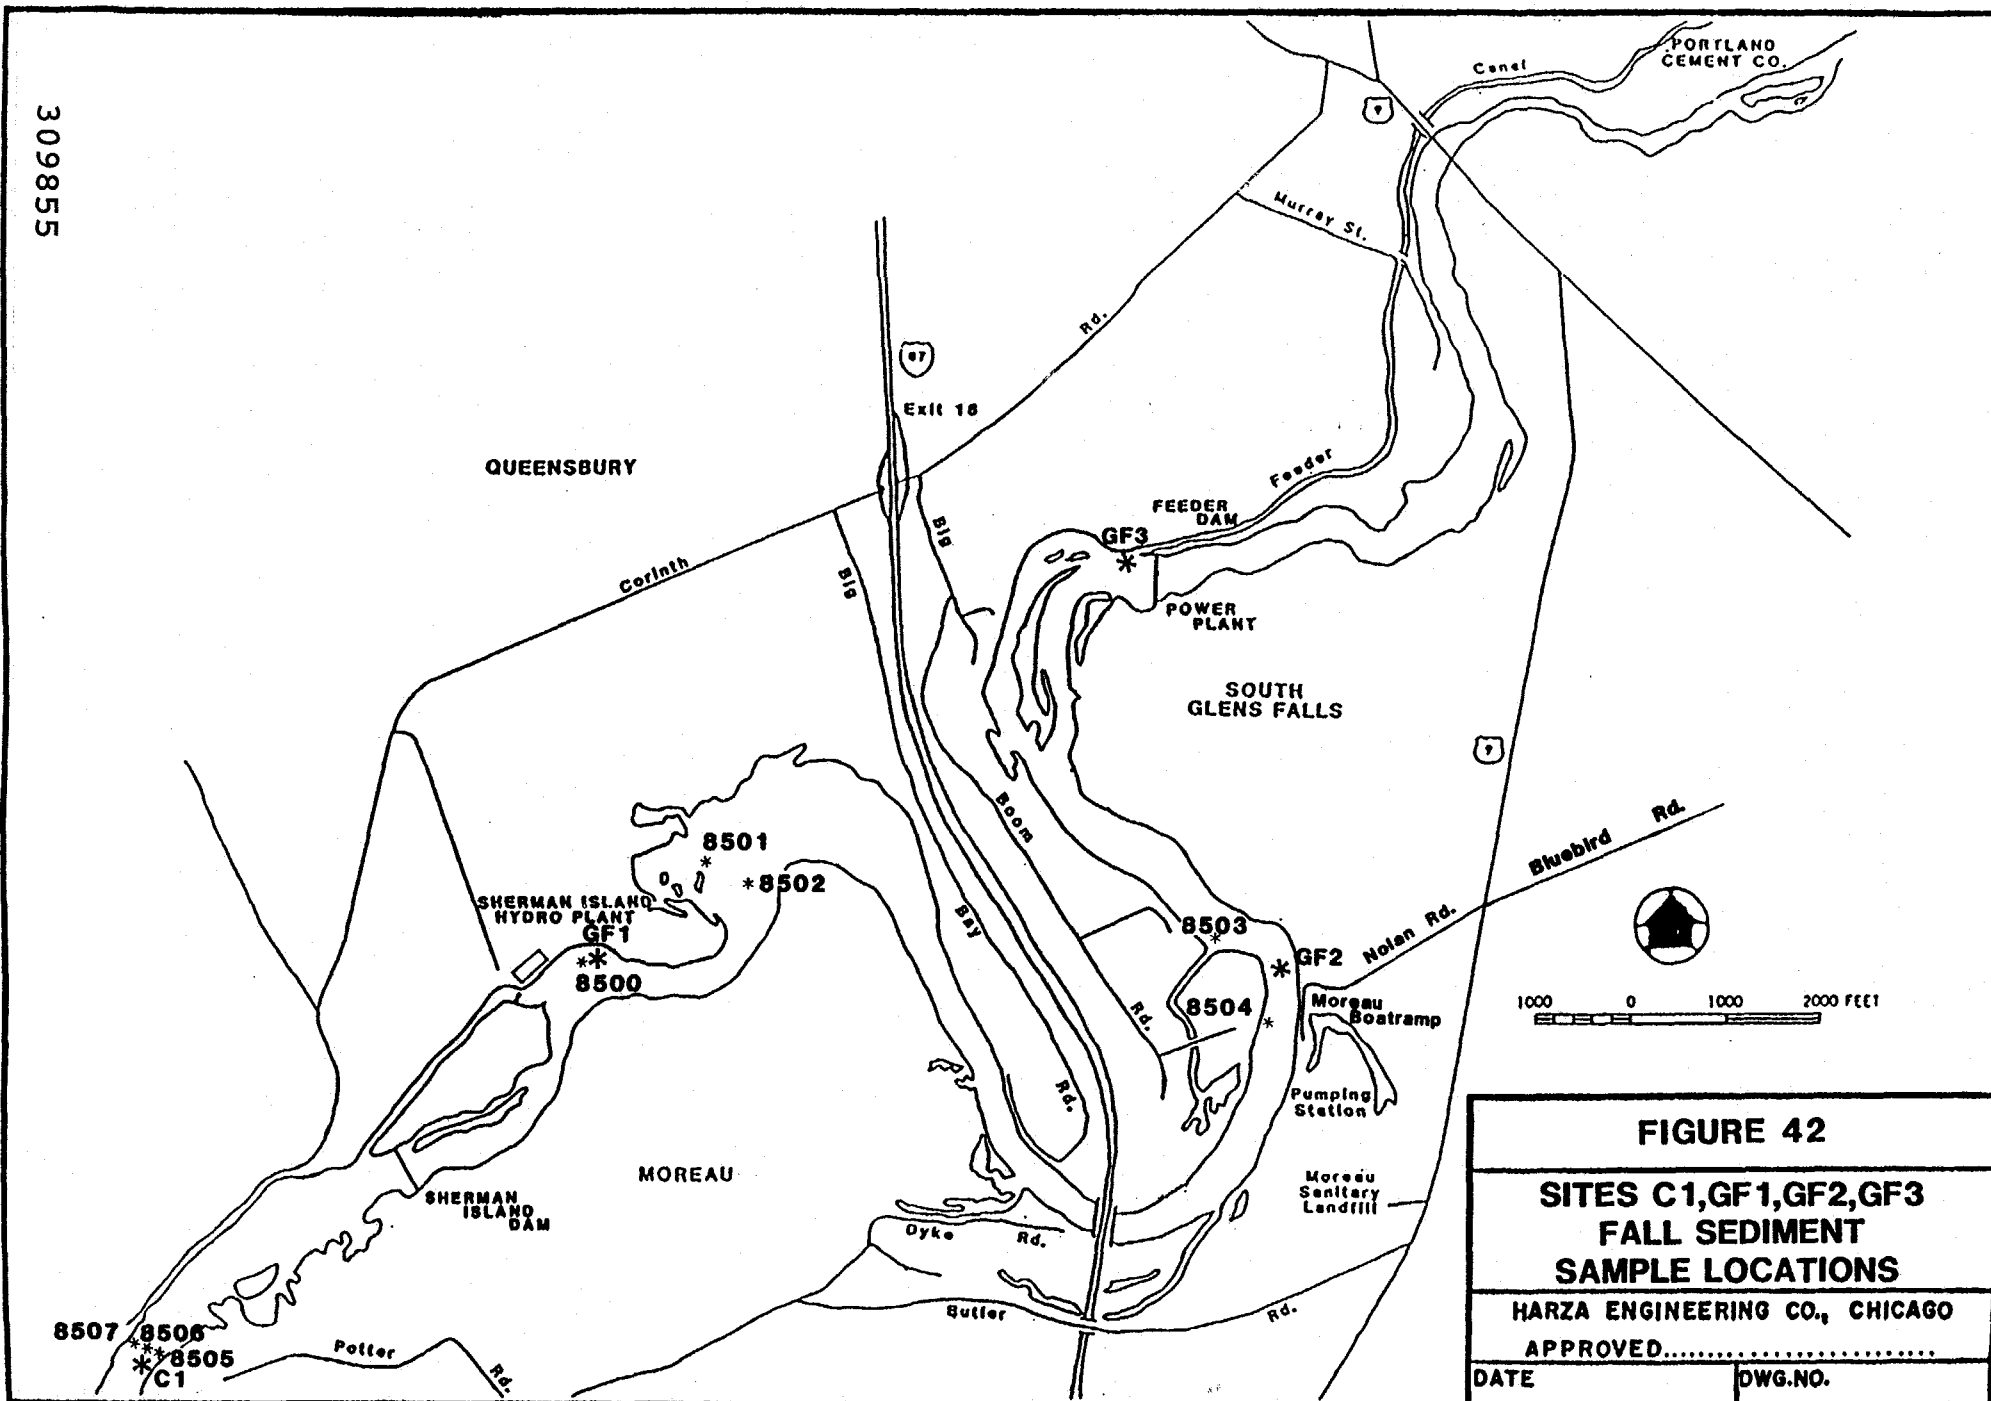 309855
PORTLAND
CEMENT CO.
Canal
9
Murray St.
Rd.
87
Exit 18
QUEENSBURY
Feeder
FEEDER
DAM
GF3
Big
Corinth
Big
POWER
PLANT
SOUTH
GLENS FALLS
9
Boom
Rd.
Bluebird
8501
8502
SHERMAN ISLAND
HYDRO PLANT
GF1
8500
Bay
8503
GF2
Nolan Rd.
8504
Rd.
Moreau
Boatramp
1000 0 1000 2000 FEET
Rd.
Pumping
Station
MOREAU
SHERMAN
ISLAND
DAM
Moreau
Sanitary
Landfill
Dyke Rd.
Butler Rd.
8507 8506
8505
C1
Potter Rd.
FIGURE 42
SITES C1,GF1,GF2,GF3
FALL SEDIMENT
SAMPLE LOCATIONS
HARZA ENGINEERING CO., CHICAGO
APPROVED.........................
DATE
DWG.NO.